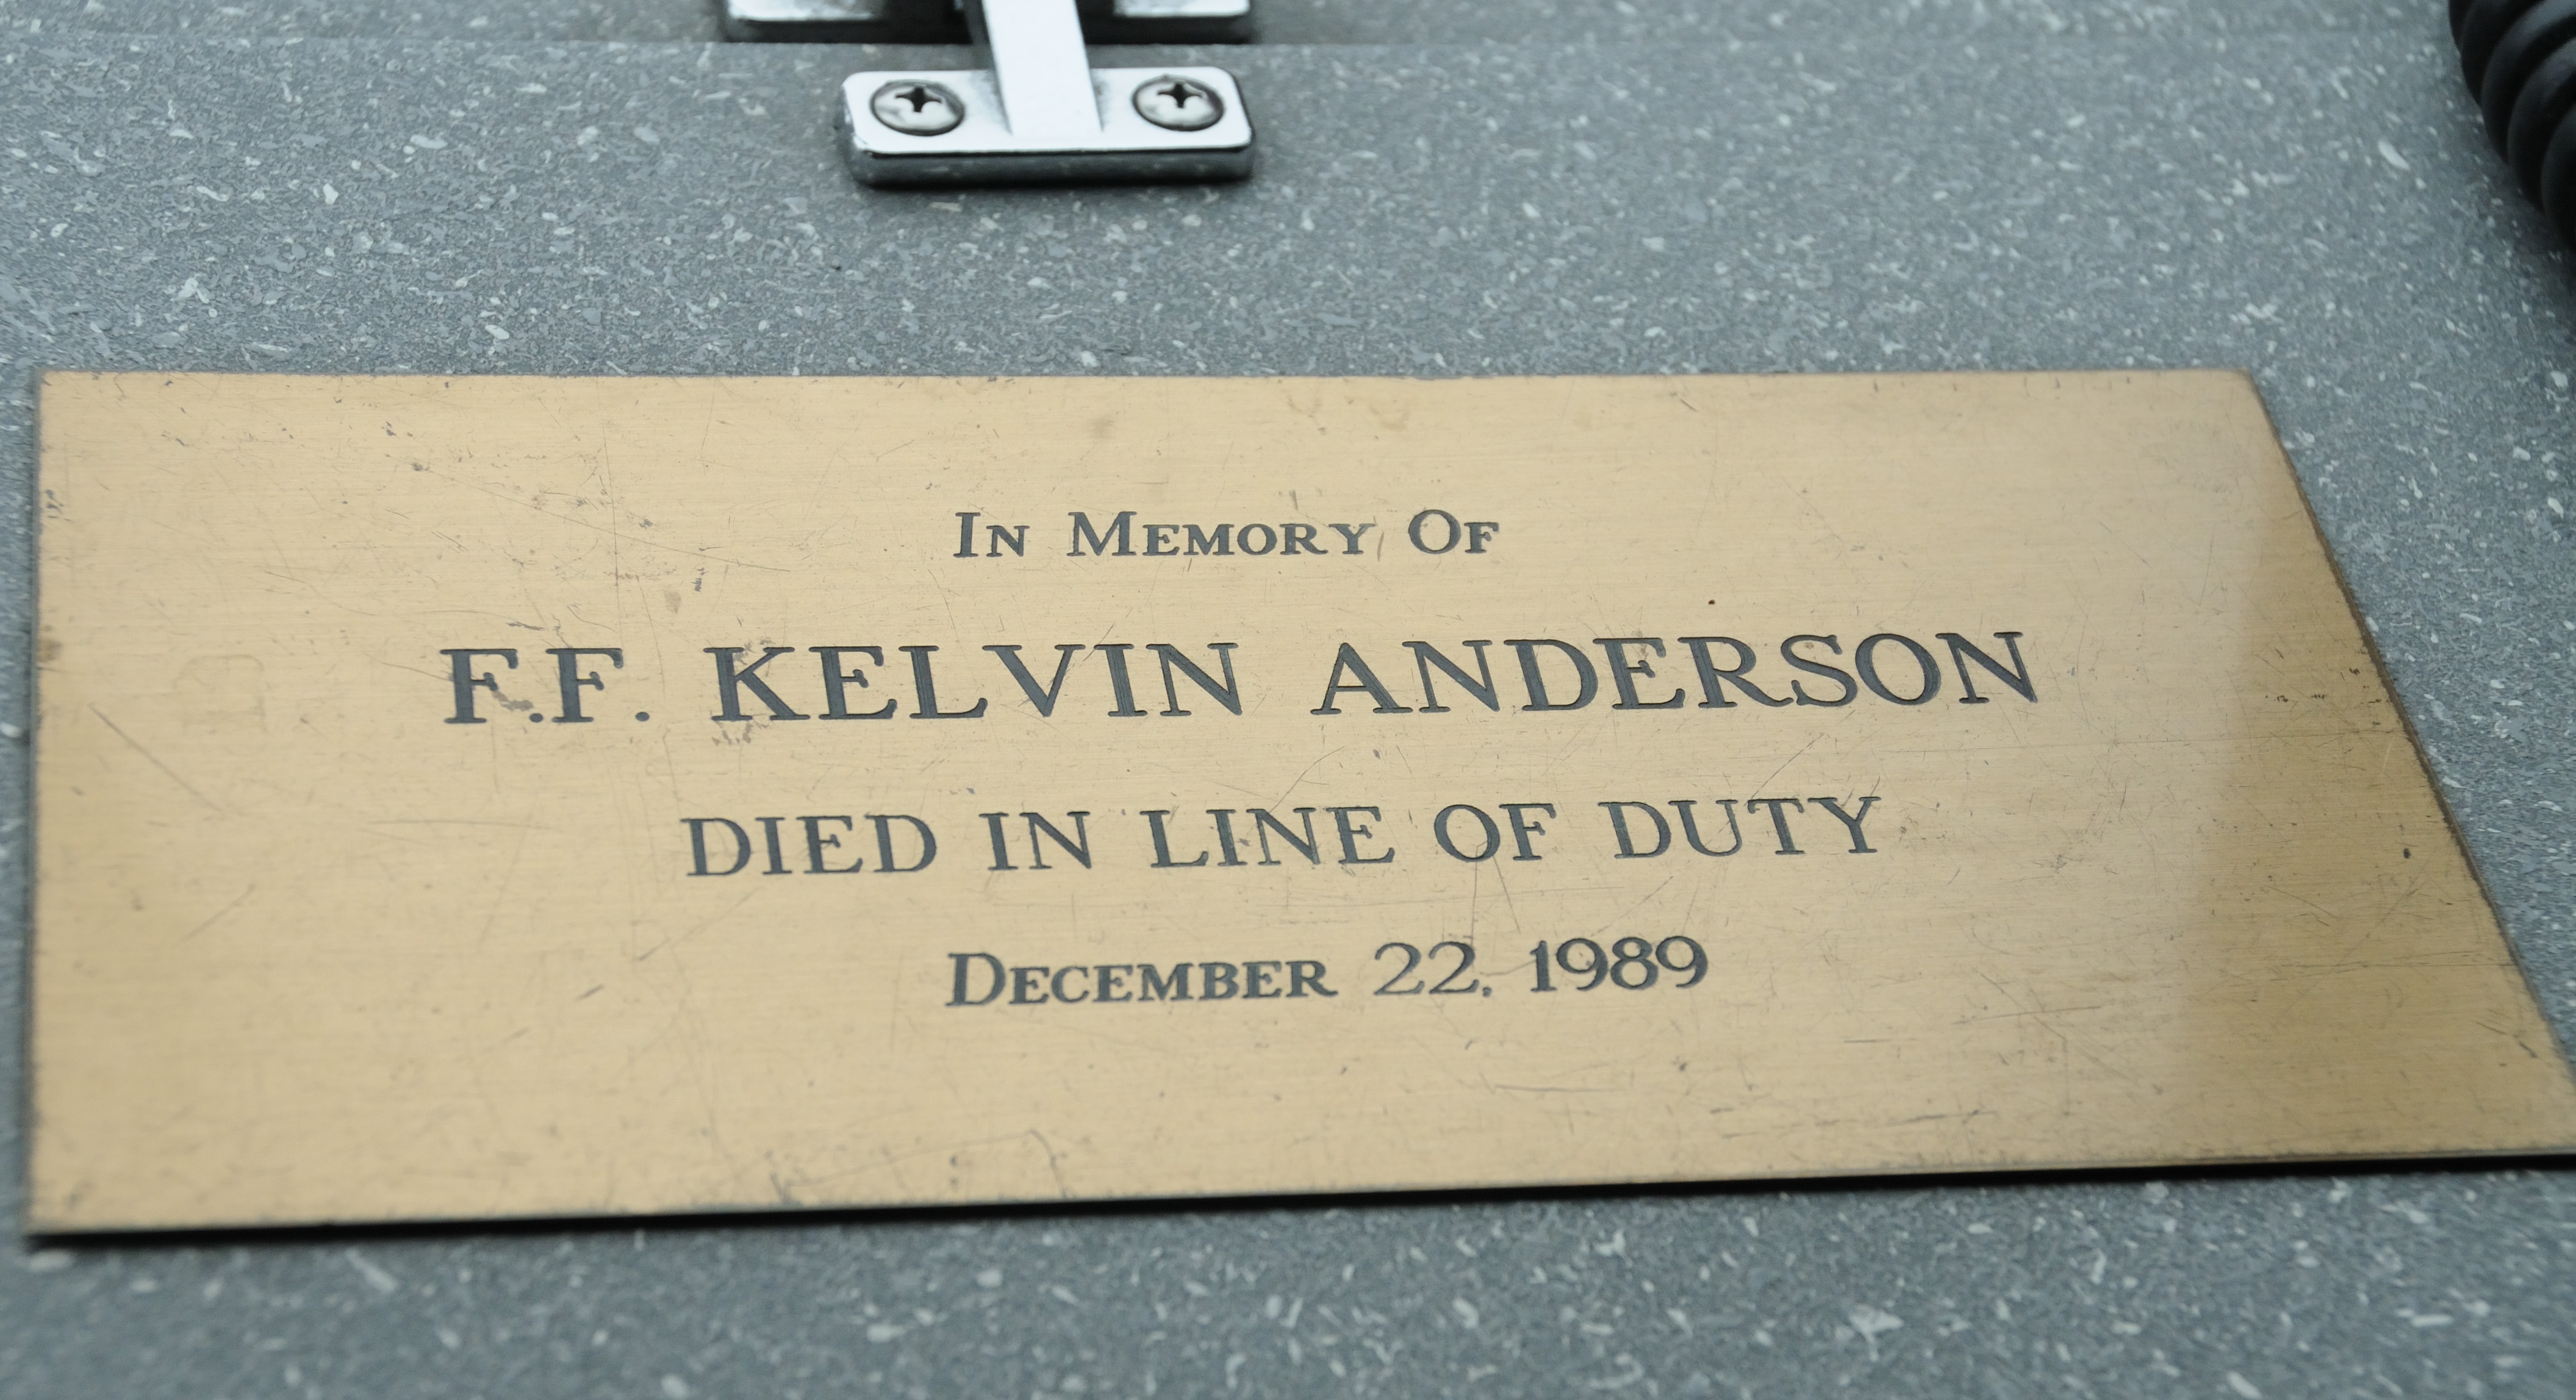 In Memory Of
F.F. KELVIN ANDERSON
DIED IN LINE OF DUTY
December 22, 1989